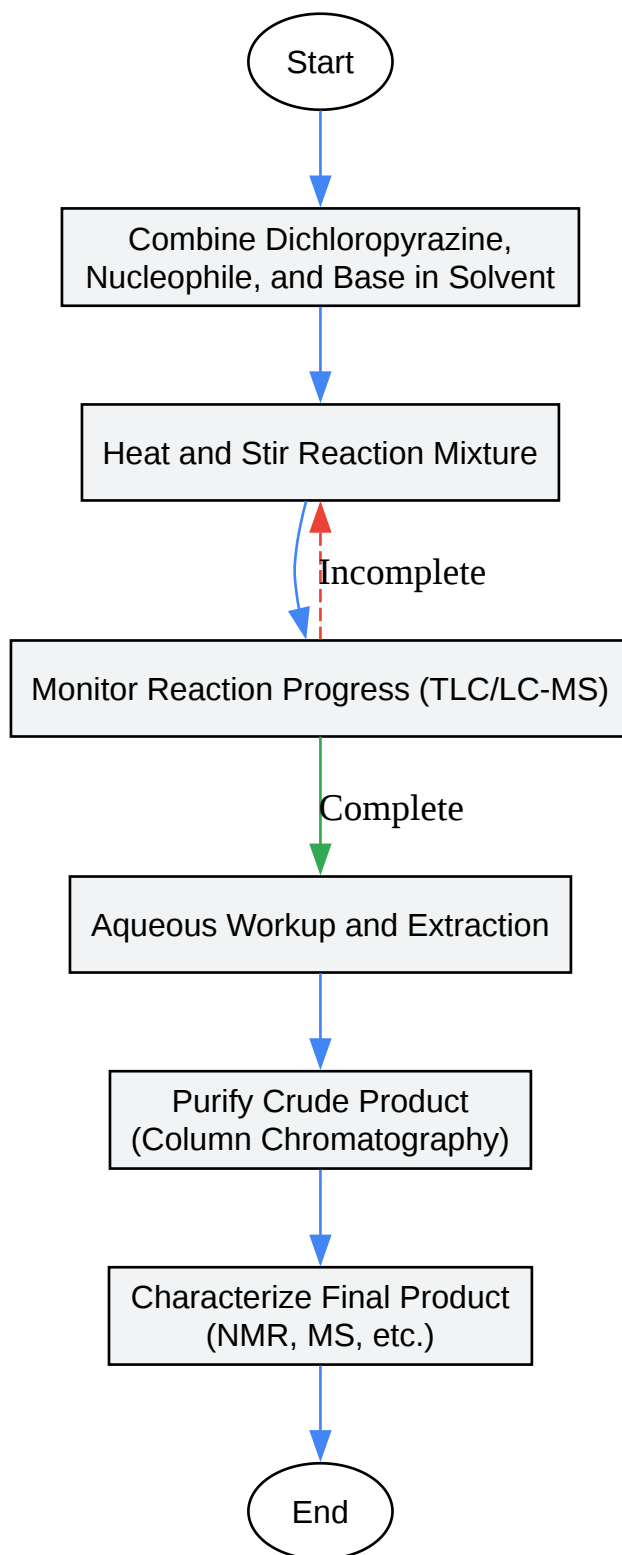 Start
Combine Dichloropyrazine,
Nucleophile, and Base in Solvent
Heat and Stir Reaction Mixture
Incomplete
Monitor Reaction Progress (TLC/LC-MS)
Complete
Aqueous Workup and Extraction
Purify Crude Product
(Column Chromatography)
Characterize Final Product
(NMR, MS, etc.)
End